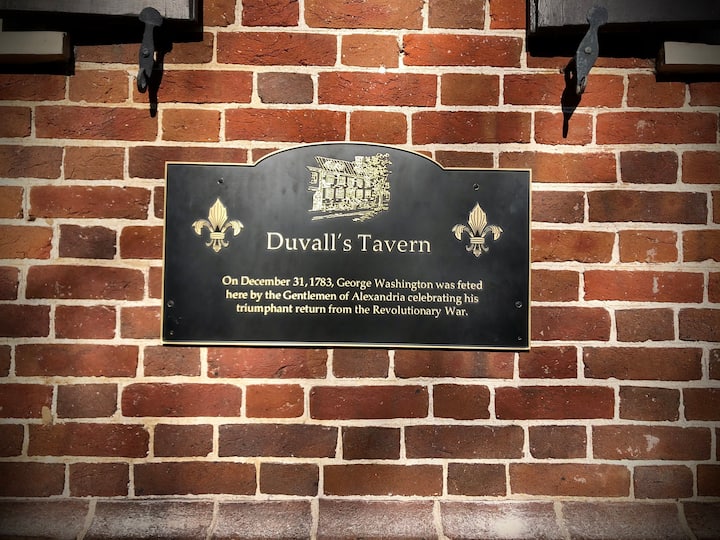 Duvall's Tavern
On December 31, 1783, George Washington was feted
here by the Gentlemen of Alexandria celebrating his
triumphant return from the Revolutionary War.